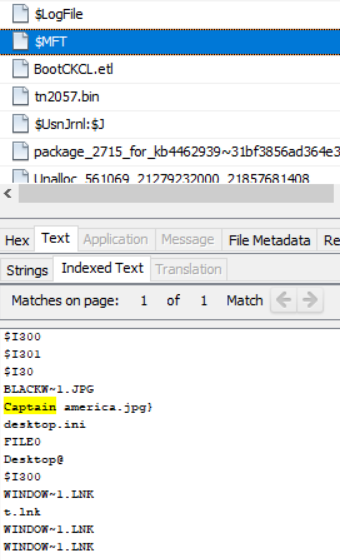 $LogFile
$MFT
BootCKCL.etl
tn2057.bin
$UsnJrnl:$J
package_2715_for_kb4462939~31bf3856ad364e3
Unalloc_561069_21279232000_21857681408
Hex Text Application Message File Metadata Re
Strings Indexed Text Translation
Matches on page: 1 of 1 Match
$I300
$I301
$I30
BLACKW~1.JPG
Captain america.jpg}
desktop.ini
FILE0
Desktop@
$I300
WINDOW~1.LNK
t.lnk
WINDOW~1.LNK
WINDOW~1.LNK